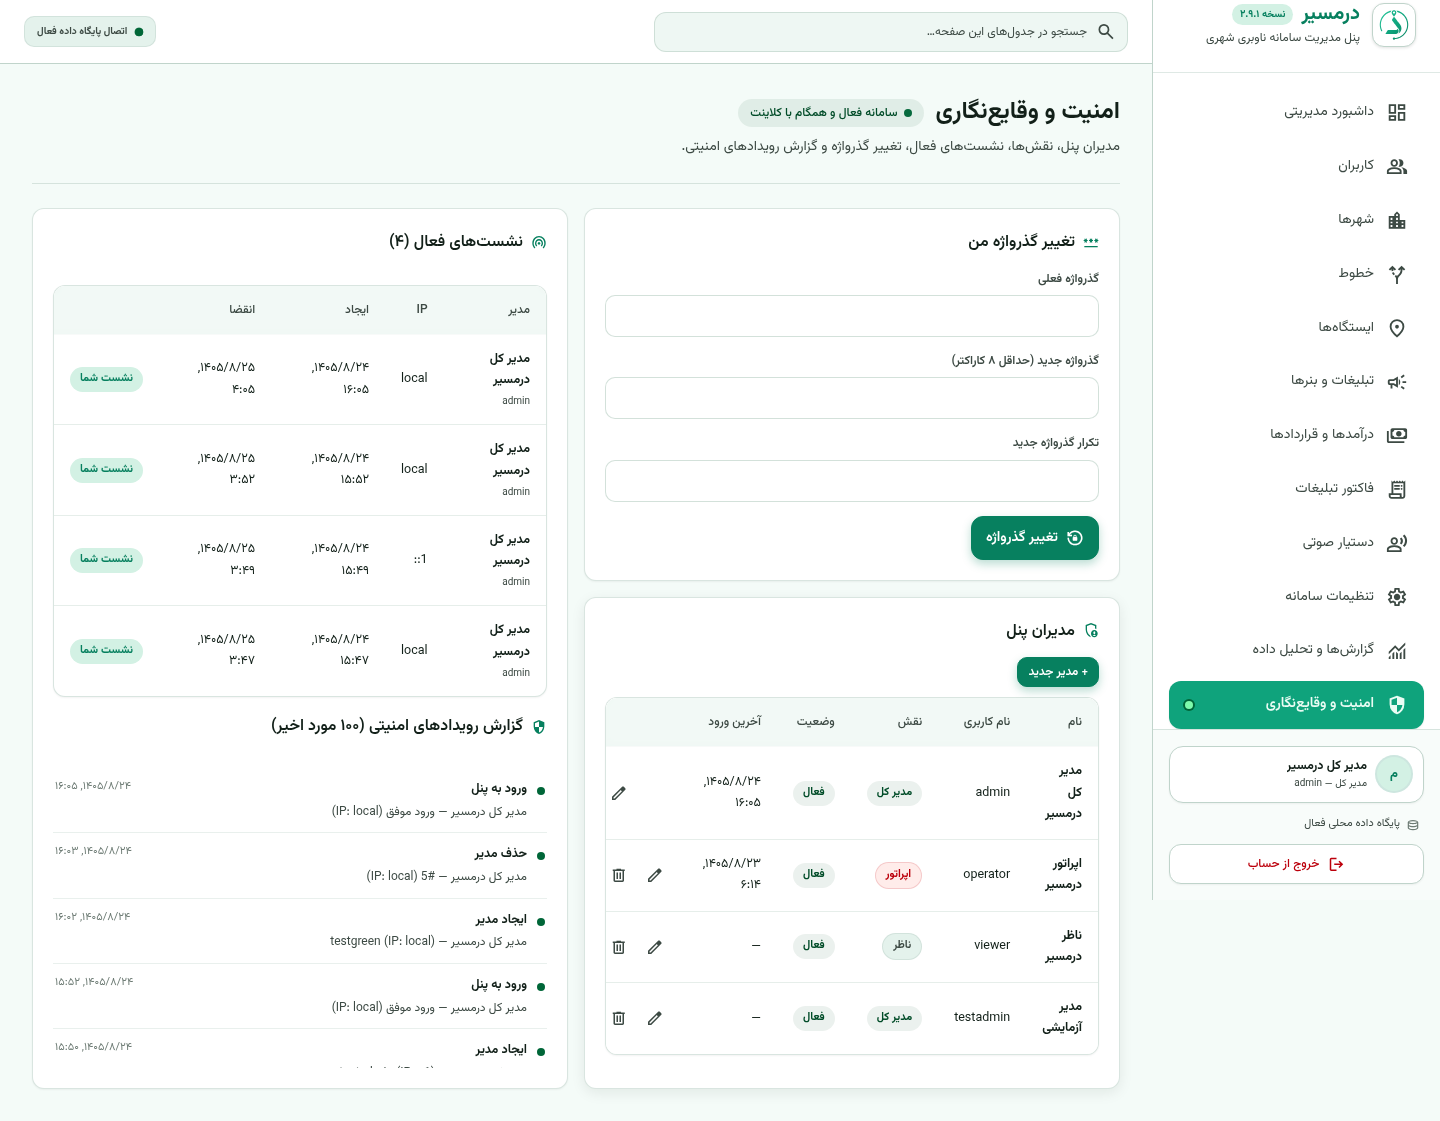 درمسیر نسخه ۲.۹.۱
پنل مدیریت سامانه ناوبری شهری
داشبورد مدیریتی
کاربران
شهرها
خطوط
ایستگاه‌ها
تبلیغات و بنرها
درآمدها و قراردادها
فاکتور تبلیغات
دستیار صوتی
تنظیمات سامانه
گزارش‌ها و تحلیل داده
امنیت و وقایع‌نگاری
م
مدیر کل درمسیر
مدیر کل — admin
پایگاه داده محلی فعال
خروج از حساب
جستجو در جدول‌های این صفحه...
اتصال پایگاه داده فعال
امنیت و وقایع‌نگاری
سامانه فعال و همگام با کلاینت
مدیران پنل، نقش‌ها، نشست‌های فعال، تغییر گذرواژه و گزارش رویدادهای امنیتی.
تغییر گذرواژه من
گذرواژه فعلی
گذرواژه جدید (حداقل ۸ کاراکتر)
تکرار گذرواژه جدید
تغییر گذرواژه
مدیران پنل
+ مدیر جدید
نام نام کاربری نقش وضعیت آخرین ورود
مدیر کل درمسیر admin مدیر کل فعال ۱۴۰۵/۸/۲۴, ۱۶:۰۵
اپراتور درمسیر operator اپراتور فعال ۱۴۰۵/۸/۲۳, ۶:۱۴
ناظر درمسیر viewer ناظر فعال —
مدیر آزمایشی testadmin مدیر کل فعال —
نشست‌های فعال (۴)
مدیر IP ایجاد انقضا
مدیر کل درمسیر admin local ۱۴۰۵/۸/۲۴, ۱۶:۰۵ ۱۴۰۵/۸/۲۵, ۴:۰۵ نشست شما
مدیر کل درمسیر admin local ۱۴۰۵/۸/۲۴, ۱۵:۵۲ ۱۴۰۵/۸/۲۵, ۳:۵۲ نشست شما
مدیر کل درمسیر admin ::1 ۱۴۰۵/۸/۲۴, ۱۵:۴۹ ۱۴۰۵/۸/۲۵, ۳:۴۹ نشست شما
مدیر کل درمسیر admin local ۱۴۰۵/۸/۲۴, ۱۵:۴۷ ۱۴۰۵/۸/۲۵, ۳:۴۷ نشست شما
گزارش رویدادهای امنیتی (۱۰۰ مورد اخیر)
ورود به پنل ۱۴۰۵/۸/۲۴, ۱۶:۰۵
مدیر کل درمسیر — ورود موفق (IP: local)
حذف مدیر ۱۴۰۵/۸/۲۴, ۱۶:۰۳
مدیر کل درمسیر — #5 (IP: local)
ایجاد مدیر ۱۴۰۵/۸/۲۴, ۱۶:۰۲
مدیر کل درمسیر — testgreen (IP: local)
ورود به پنل ۱۴۰۵/۸/۲۴, ۱۵:۵۲
مدیر کل درمسیر — ورود موفق (IP: local)
ایجاد مدیر ۱۴۰۵/۸/۲۴, ۱۵:۵۰